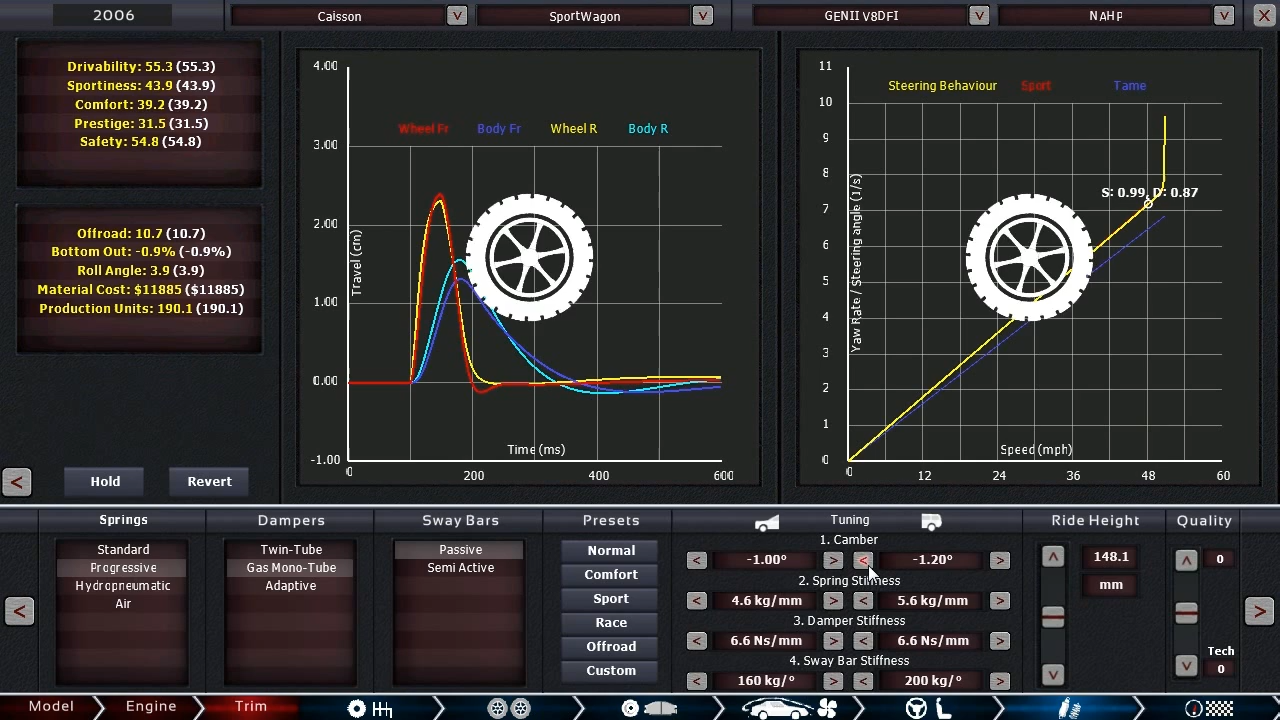 2006
Caisson
v
SportWagon
v
GENII V8DFI
v
NAHP
v
X
Drivability: 55.3 (55.3)
Sportiness: 43.9 (43.9)
Comfort: 39.2 (39.2)
Prestige: 31.5 (31.5)
Safety: 54.8 (54.8)
Offroad: 10.7 (10.7)
Bottom Out: -0.9% (-0.9%)
Roll Angle: 3.9 (3.9)
Material Cost: $11885 ($11885)
Production Units: 190.1 (190.1)
<
Hold
Revert
4.00
3.00
2.00
1.00
0.00
-1.00
Wheel Fr
Body Fr
Wheel R
Body R
Travel (cm)
Time (ms)
0
200
400
600
11
10
9
8
7
6
5
4
3
2
1
0
Steering Behaviour
Sport
Tame
S: 0.99, D: 0.87
Yaw Rate / Steering angle (1/s)
Speed (mph)
0
12
24
36
48
60
Springs
Standard
Progressive
Hydropneumatic
Air
Dampers
Twin-Tube
Gas Mono-Tube
Adaptive
Sway Bars
Passive
Semi Active
Presets
Normal
Comfort
Sport
Race
Offroad
Custom
Tuning
1. Camber
< -1.00° > < -1.20° >
2. Spring Stiffness
< 4.6 kg/mm > < 5.6 kg/mm >
3. Damper Stiffness
< 6.6 Ns/mm > < 6.6 Ns/mm >
4. Sway Bar Stiffness
< 160 kg/° > < 200 kg/° >
Ride Height
148.1
mm
Quality
0
Tech
0
<
>
Model
Engine
Trim